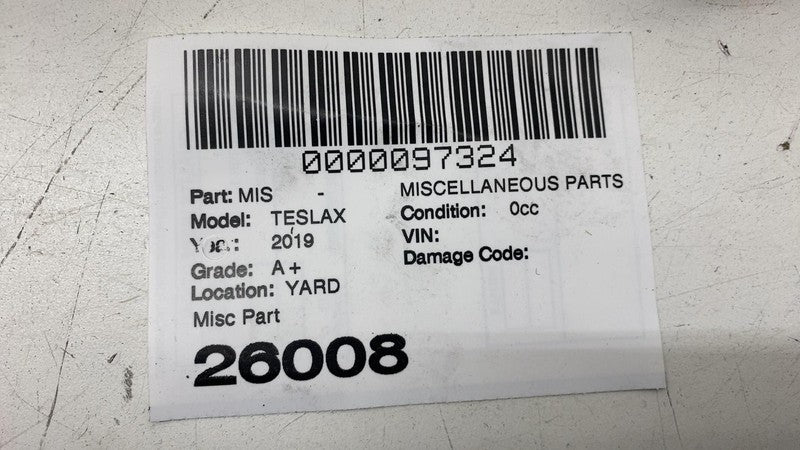 0000097324
Part: MIS - MISCELLANEOUS PARTS
Model: TESLAX Condition: 0cc
Year: 2019 VIN:
Grade: A+ Damage Code:
Location: YARD
Misc Part
26008